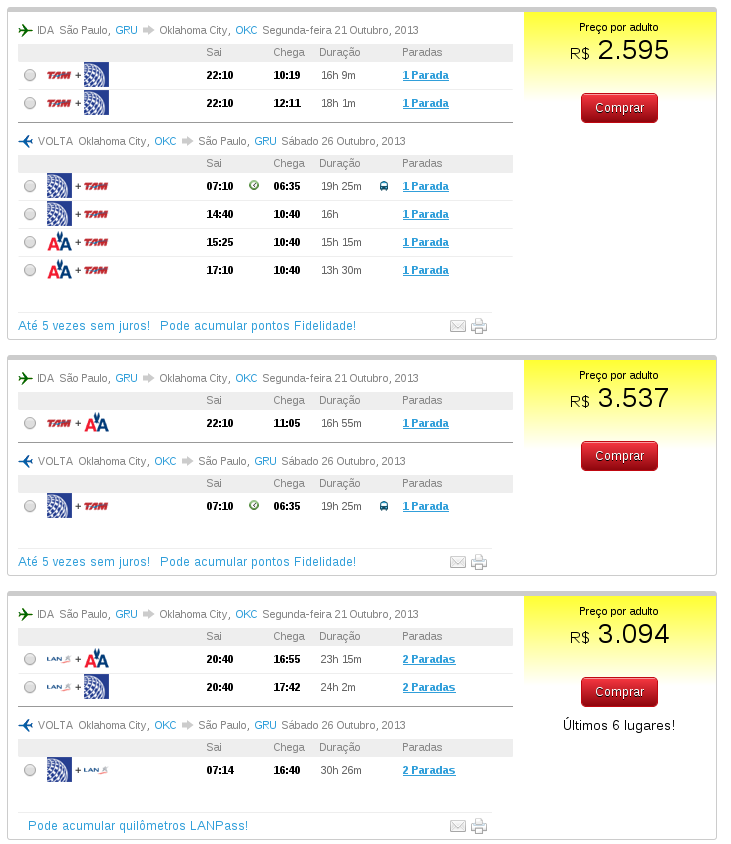 IDA São Paulo, GRU Oklahoma City, OKC Segunda-feira 21 Outubro, 2013
Sai Chega Duração Paradas
TAM + 22:10 10:19 16h 9m 1 Parada
TAM + 22:10 12:11 18h 1m 1 Parada
VOLTA Oklahoma City, OKC São Paulo, GRU Sábado 26 Outubro, 2013
Sai Chega Duração Paradas
+ TAM 07:10 06:35 19h 25m 1 Parada
+ TAM 14:40 10:40 16h 1 Parada
AA + TAM 15:25 10:40 15h 15m 1 Parada
AA + TAM 17:10 10:40 13h 30m 1 Parada
Até 5 vezes sem juros! Pode acumular pontos Fidelidade!
Preço por adulto
R$ 2.595
Comprar
IDA São Paulo, GRU Oklahoma City, OKC Segunda-feira 21 Outubro, 2013
Sai Chega Duração Paradas
TAM + AA 22:10 11:05 16h 55m 1 Parada
VOLTA Oklahoma City, OKC São Paulo, GRU Sábado 26 Outubro, 2013
Sai Chega Duração Paradas
+ TAM 07:10 06:35 19h 25m 1 Parada
Até 5 vezes sem juros! Pode acumular pontos Fidelidade!
Preço por adulto
R$ 3.537
Comprar
IDA São Paulo, GRU Oklahoma City, OKC Segunda-feira 21 Outubro, 2013
Sai Chega Duração Paradas
LAN + AA 20:40 16:55 23h 15m 2 Paradas
LAN + 20:40 17:42 24h 2m 2 Paradas
VOLTA Oklahoma City, OKC São Paulo, GRU Sábado 26 Outubro, 2013
Sai Chega Duração Paradas
+ LAN 07:14 16:40 30h 26m 2 Paradas
Pode acumular quilômetros LANPass!
Preço por adulto
R$ 3.094
Comprar
Últimos 6 lugares!